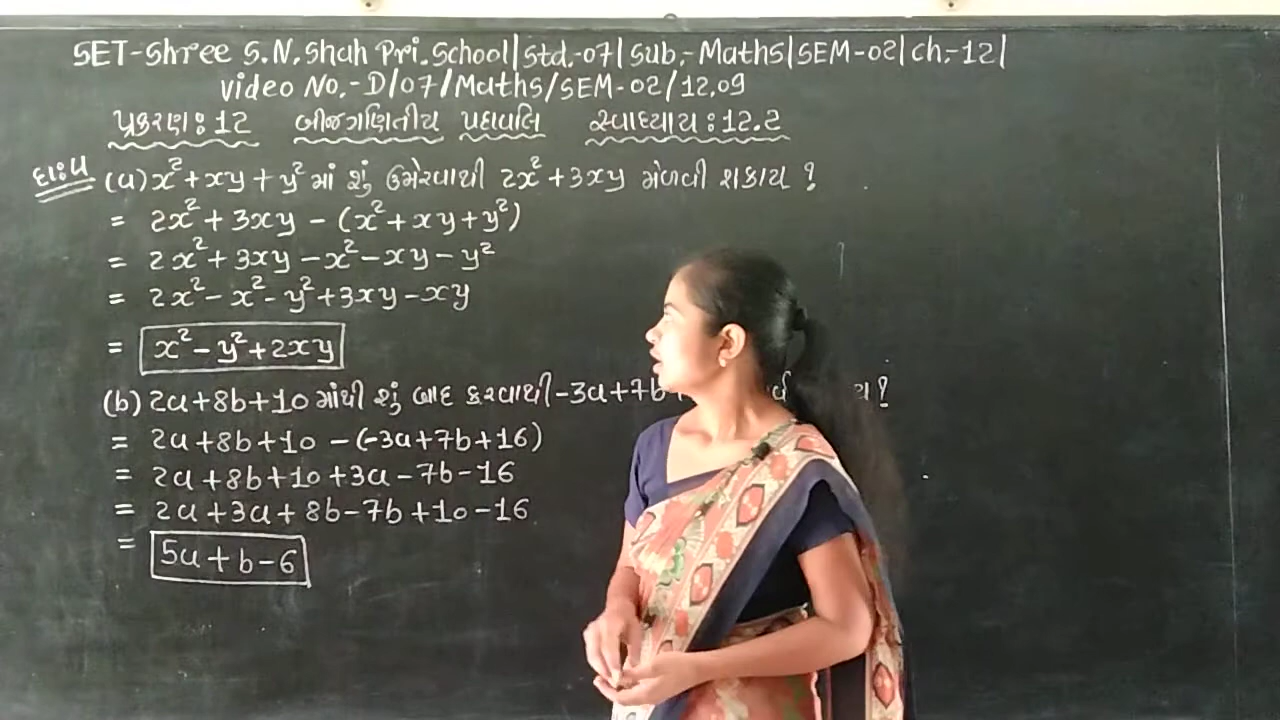 SET-Shree S.N.Shah Pri.School|Std.-07|Sub.-Maths|SEM-02|Ch.-12|
Video No.-D/07/Maths/SEM-02/12.09
પ્રકરણ:12 બીજગણિતીય પદાવલિ સ્વાધ્યાય:12.2
દા:૫ (a) x²+xy+y² માં શું ઉમેરવાથી 2x²+3xy મેળવી શકાય ?
= 2x²+3xy-(x²+xy+y²)
= 2x²+3xy-x²-xy-y²
= 2x²-x²-y²+3xy-xy
= x²-y²+2xy
(b) 2a+8b+10 માંથી શું બાદ કરવાથી -3a+7b ?
= 2a+8b+10-(-3a+7b+16)
= 2a+8b+10+3a-7b-16
= 2a+3a+8b-7b+10-16
= 5a+b-6